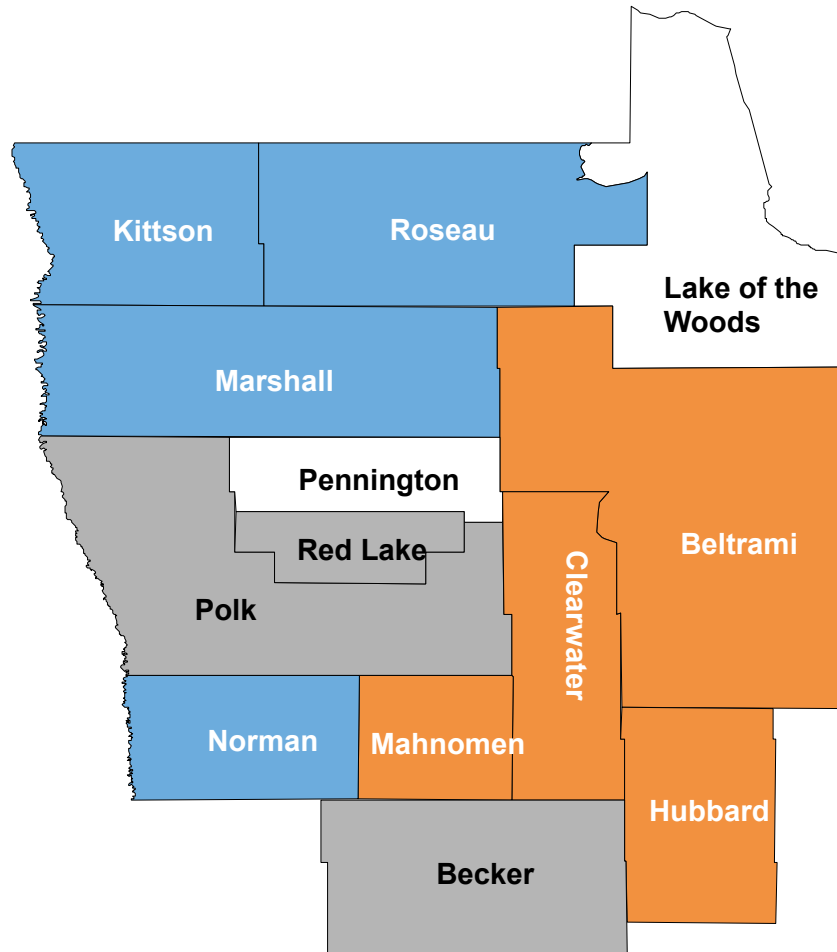 Kittson
Roseau
Lake of the
Woods
Marshall
Pennington
Red Lake
Beltrami
Clearwater
Polk
Norman
Mahnomen
Hubbard
Becker